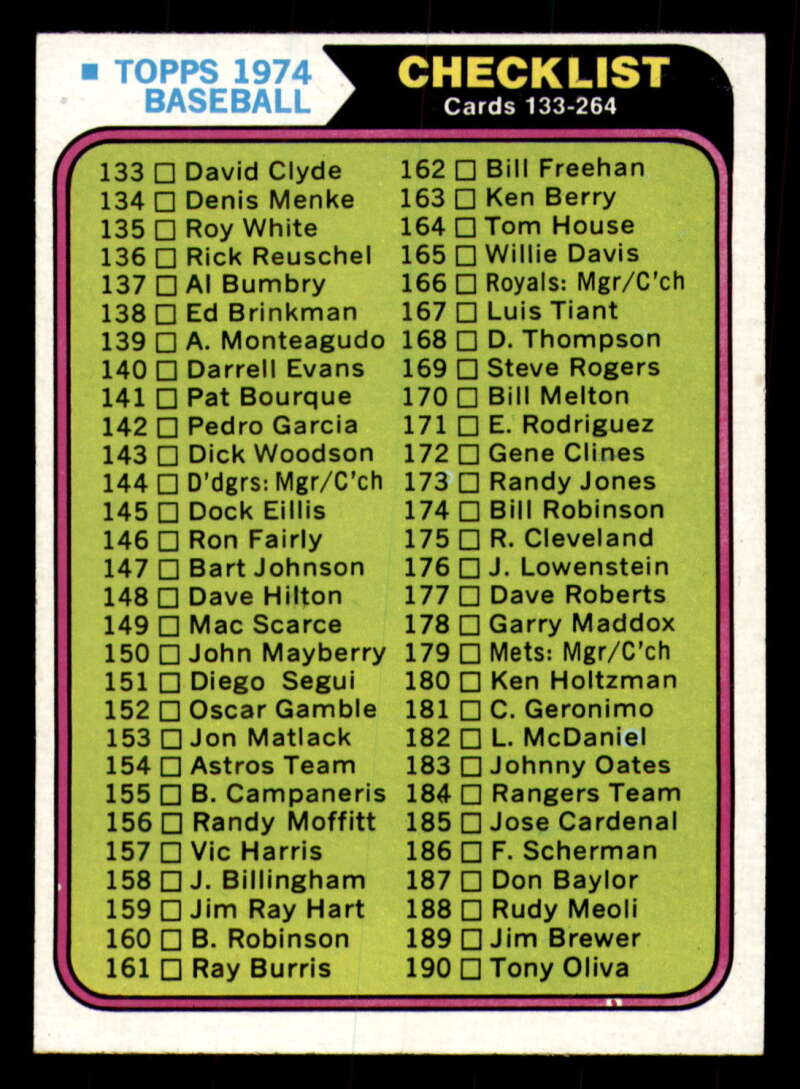 TOPPS 1974
BASEBALL
CHECKLIST
Cards 133-264
133 □ David Clyde
134 □ Denis Menke
135 □ Roy White
136 □ Rick Reuschel
137 □ Al Bumbry
138 □ Ed Brinkman
139 □ A. Monteagudo
140 □ Darrell Evans
141 □ Pat Bourque
142 □ Pedro Garcia
143 □ Dick Woodson
144 □ D'dgrs: Mgr/C'ch
145 □ Dock Eillis
146 □ Ron Fairly
147 □ Bart Johnson
148 □ Dave Hilton
149 □ Mac Scarce
150 □ John Mayberry
151 □ Diego Segui
152 □ Oscar Gamble
153 □ Jon Matlack
154 □ Astros Team
155 □ B. Campaneris
156 □ Randy Moffitt
157 □ Vic Harris
158 □ J. Billingham
159 □ Jim Ray Hart
160 □ B. Robinson
161 □ Ray Burris
162 □ Bill Freehan
163 □ Ken Berry
164 □ Tom House
165 □ Willie Davis
166 □ Royals: Mgr/C'ch
167 □ Luis Tiant
168 □ D. Thompson
169 □ Steve Rogers
170 □ Bill Melton
171 □ E. Rodriguez
172 □ Gene Clines
173 □ Randy Jones
174 □ Bill Robinson
175 □ R. Cleveland
176 □ J. Lowenstein
177 □ Dave Roberts
178 □ Garry Maddox
179 □ Mets: Mgr/C'ch
180 □ Ken Holtzman
181 □ C. Geronimo
182 □ L. McDaniel
183 □ Johnny Oates
184 □ Rangers Team
185 □ Jose Cardenal
186 □ F. Scherman
187 □ Don Baylor
188 □ Rudy Meoli
189 □ Jim Brewer
190 □ Tony Oliva